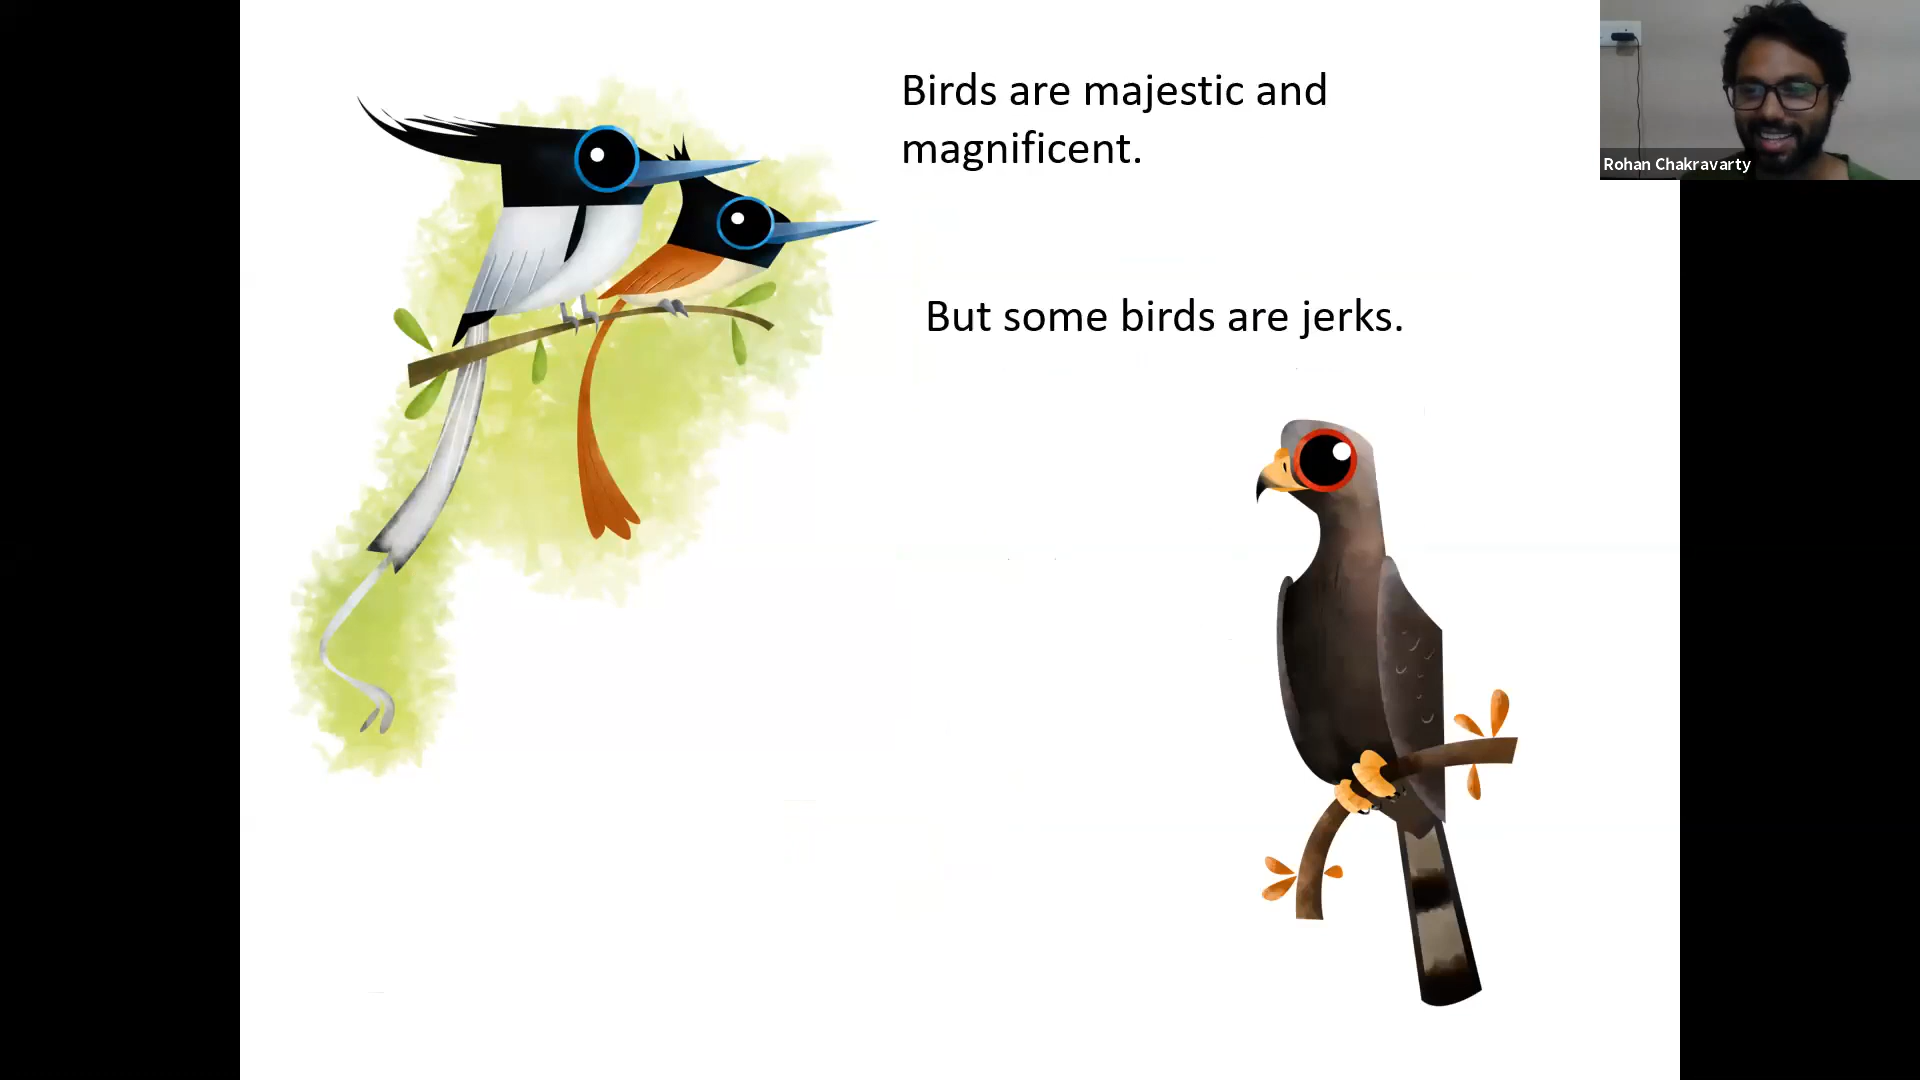 Birds are majestic and
magnificent.
But some birds are jerks.
Rohan Chakravarty